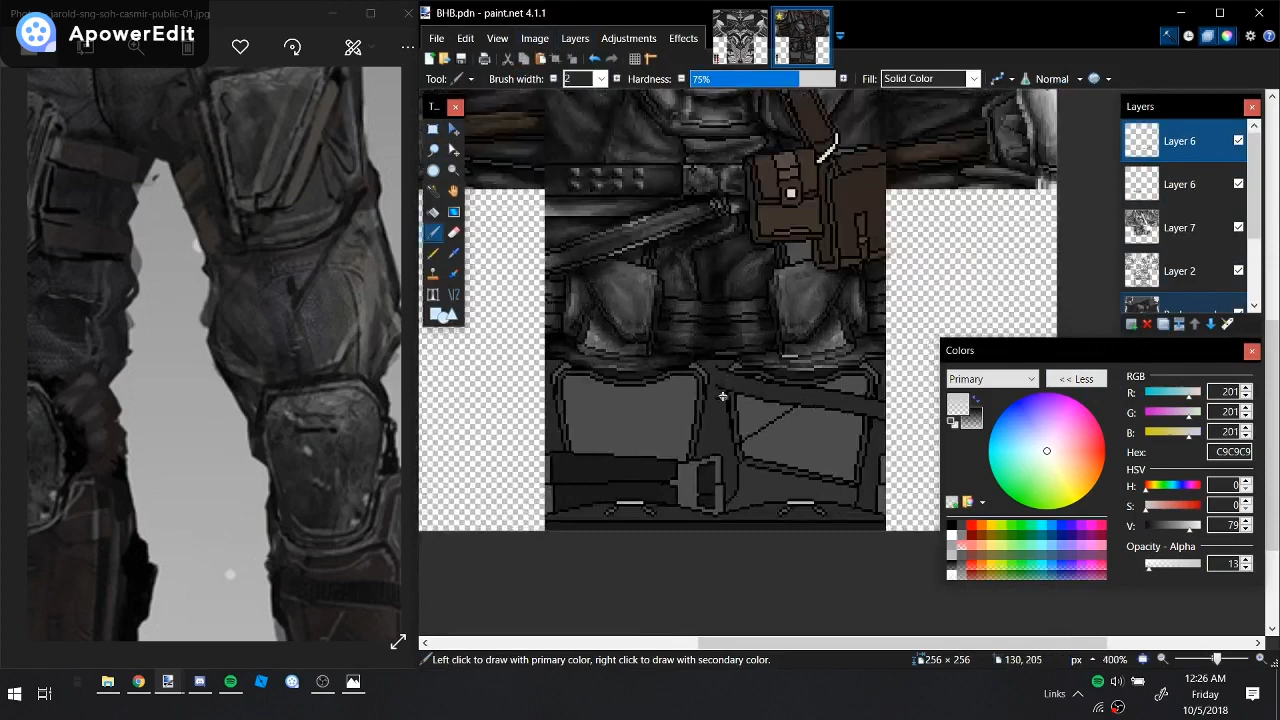 Photos - jarold-sng-soh-casmir-public-01.jpg
ApowerEdit
BHB.pdn - paint.net 4.1.1
File Edit View Image Layers Adjustments Effects
Tool: Brush width: 2 Hardness: 75% Fill: Solid Color Normal
T...
Layers
Layer 6
Layer 6
Layer 7
Layer 2
Colors
Primary << Less
RGB
R: 201
G: 201
B: 201
Hex: C9C9C9
HSV
H: 0
S: 0
V: 79
Opacity - Alpha
13
Left click to draw with primary color, right click to draw with secondary color.
256 × 256 130, 205 px 400%
Links
12:26 AM
Friday
10/5/2018